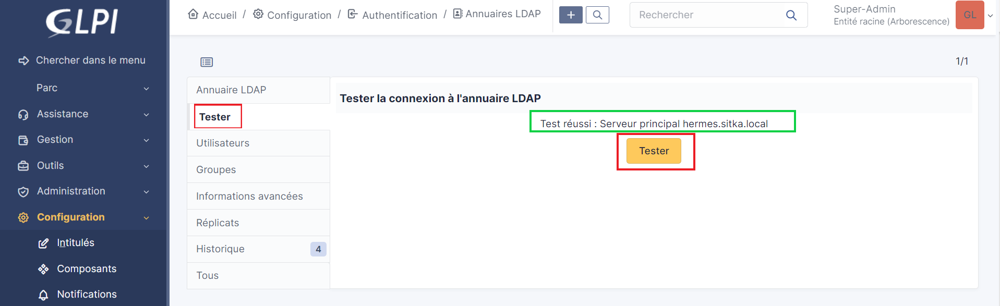 GLPI
Chercher dans le menu
Parc
Assistance
Gestion
Outils
Administration
Configuration
Intitulés
Composants
Notifications
Accueil / Configuration / Authentification / Annuaires LDAP
Rechercher
Super-Admin
Entité racine (Arborescence)
GL
1/1
Annuaire LDAP
Tester
Utilisateurs
Groupes
Informations avancées
Réplicats
Historique 4
Tous
Tester la connexion à l'annuaire LDAP
Test réussi : Serveur principal hermes.sitka.local
Tester